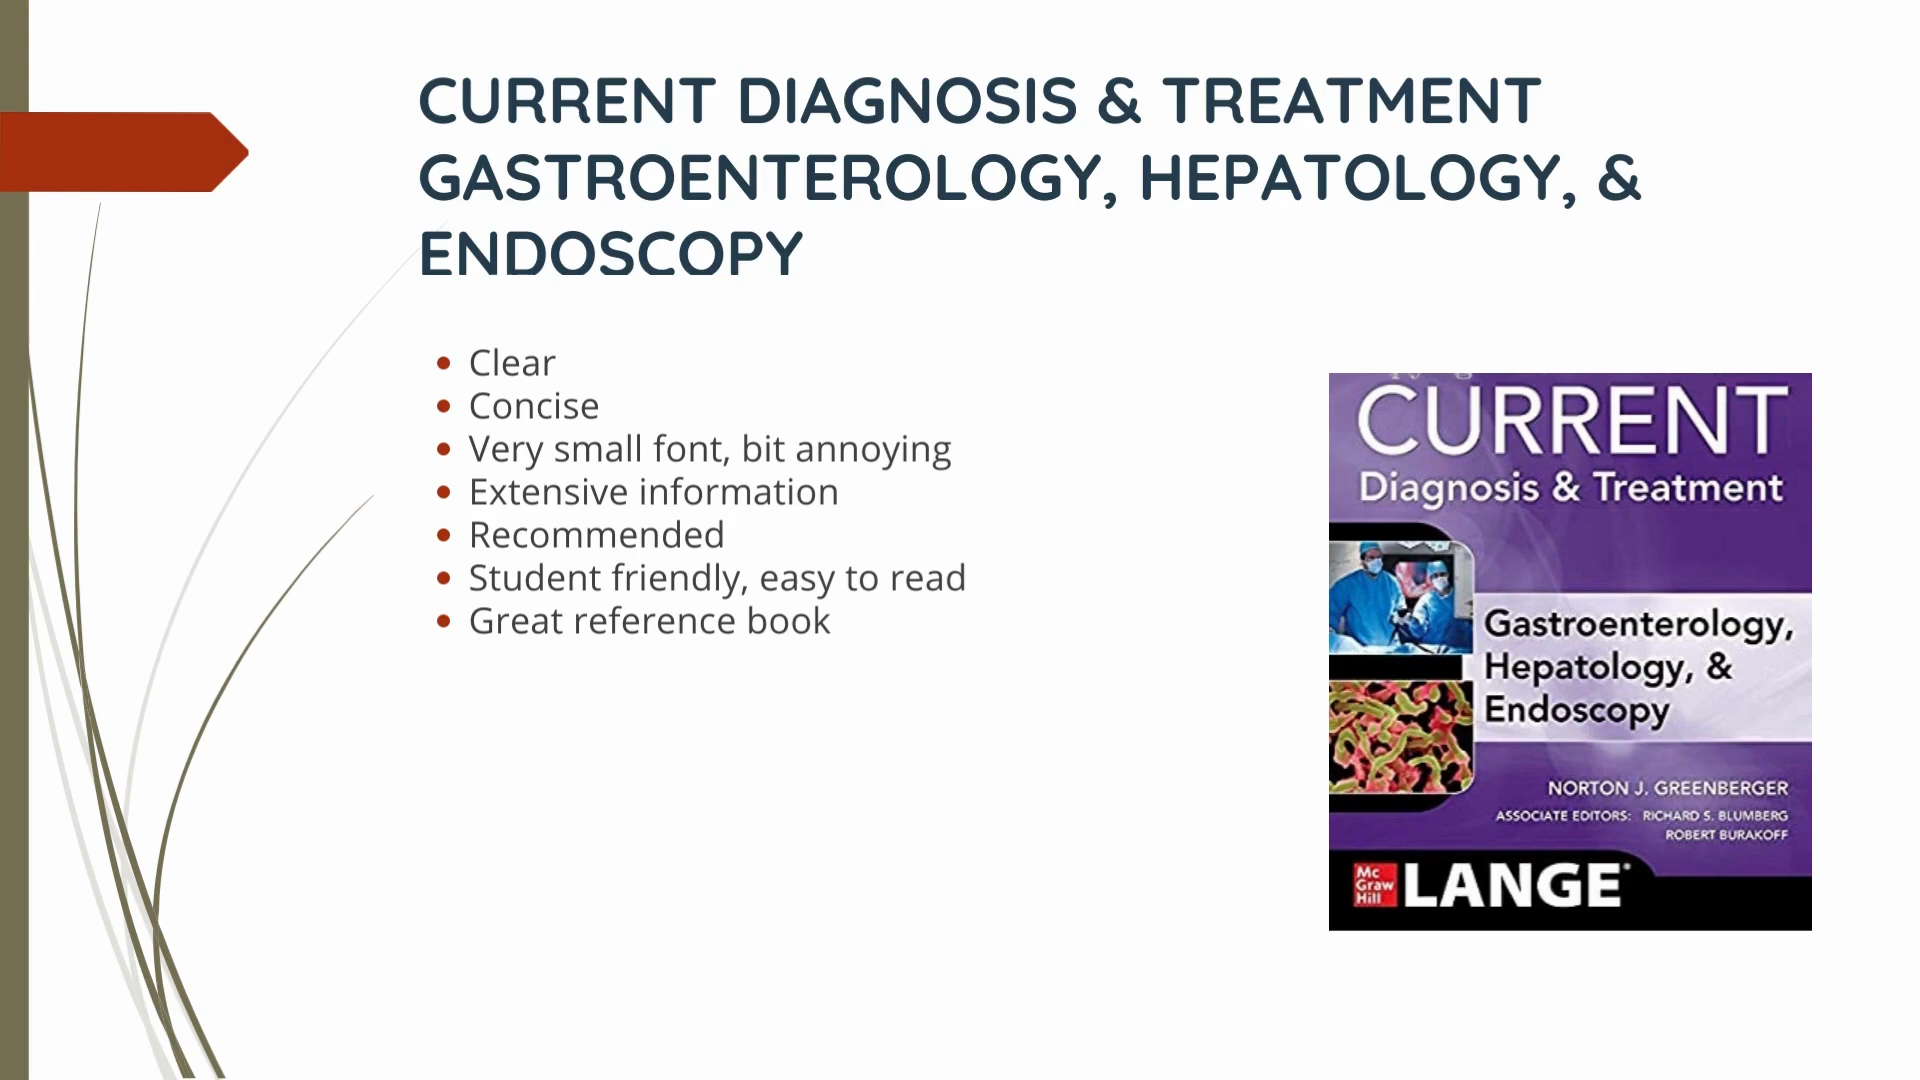 CURRENT DIAGNOSIS & TREATMENT
GASTROENTEROLOGY, HEPATOLOGY, &
ENDOSCOPY
Clear
Concise
Very small font, bit annoying
Extensive information
Recommended
Student friendly, easy to read
Great reference book
CURRENT
Diagnosis & Treatment
Gastroenterology,
Hepatology, &
Endoscopy
NORTON J. GREENBERGER
ASSOCIATE EDITORS: RICHARD S. BLUMBERG
ROBERT BURAKOFF
Mc
Graw
Hill
LANGE®